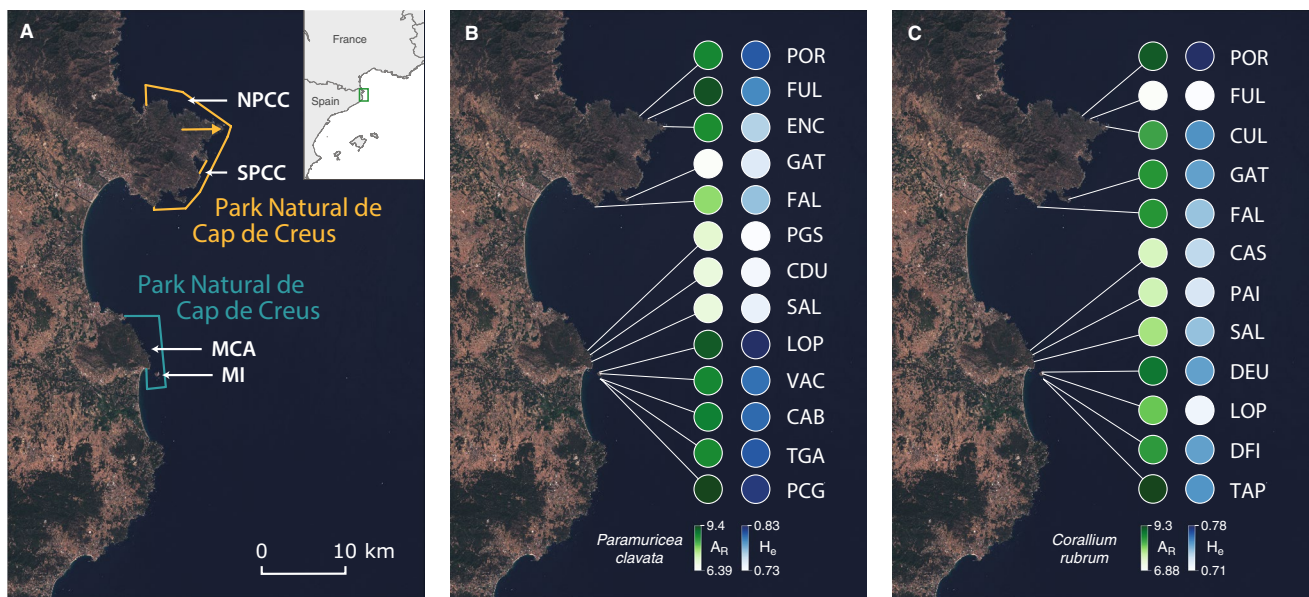 A
France
Spain
NPCC
SPCC
Park Natural de
Cap de Creus
Park Natural de
Cap de Creus
MCA
MI
0 10 km
B
POR
FUL
ENC
GAT
FAL
PGS
CDU
SAL
LOP
VAC
CAB
TGA
PCG
Paramuricea
clavata
9.4
AR
6.39
0.83
He
0.73
C
POR
FUL
CUL
GAT
FAL
CAS
PAI
SAL
DEU
LOP
DFI
TAP
Corallium
rubrum
9.3
AR
6.88
0.78
He
0.71